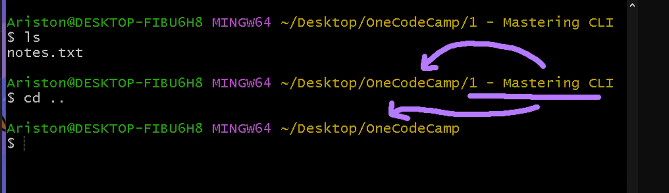 Ariston@DESKTOP-FIBU6H8 MINGW64 ~/Desktop/OneCodeCamp/1 - Mastering CLI
$ ls
notes.txt
Ariston@DESKTOP-FIBU6H8 MINGW64 ~/Desktop/OneCodeCamp/1 - Mastering CLI
$ cd ..
Ariston@DESKTOP-FIBU6H8 MINGW64 ~/Desktop/OneCodeCamp
$